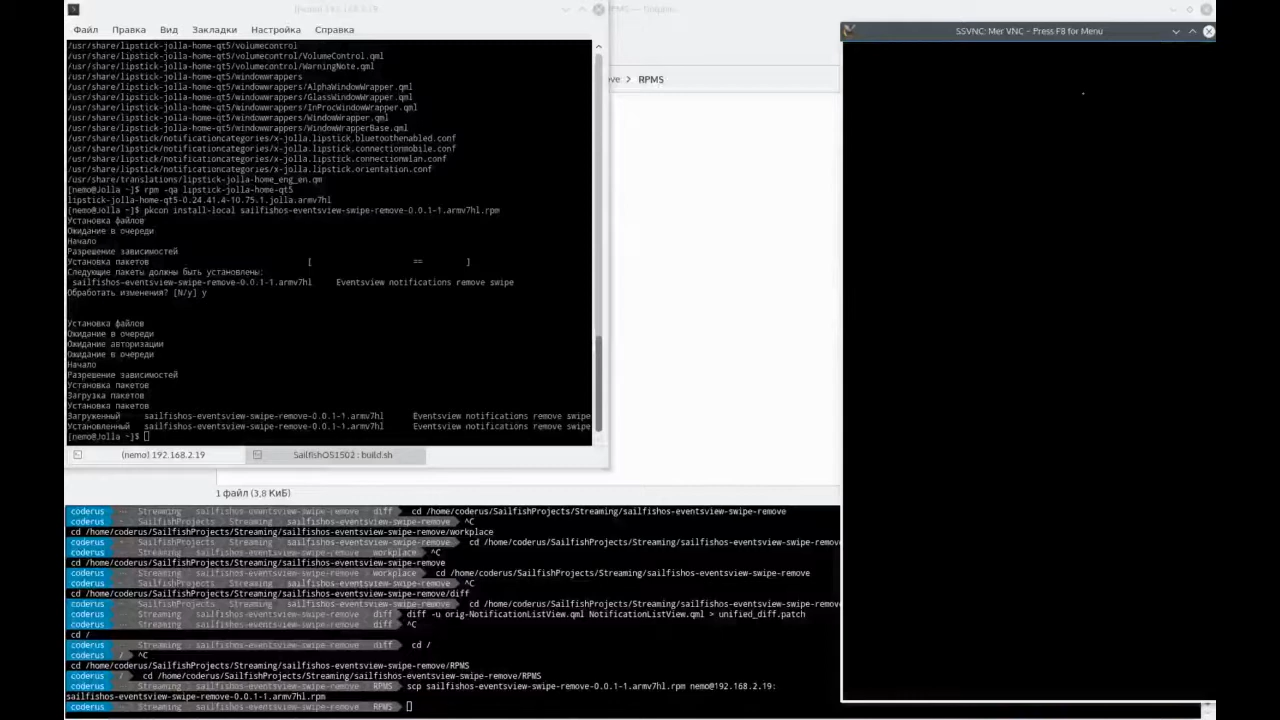 Файл Правка Вид Закладки Настройка Справка
/usr/share/lipstick-jolla-home-qt5/volumecontrol
/usr/share/lipstick-jolla-home-qt5/volumecontrol/VolumeControl.qml
/usr/share/lipstick-jolla-home-qt5/volumecontrol/WarningNote.qml
/usr/share/lipstick-jolla-home-qt5/windowwrappers
/usr/share/lipstick-jolla-home-qt5/windowwrappers/AlphaWindowWrapper.qml
/usr/share/lipstick-jolla-home-qt5/windowwrappers/GlassWindowWrapper.qml
/usr/share/lipstick-jolla-home-qt5/windowwrappers/InProcWindowWrapper.qml
/usr/share/lipstick-jolla-home-qt5/windowwrappers/WindowWrapper.qml
/usr/share/lipstick-jolla-home-qt5/windowwrappers/WindowWrapperBase.qml
/usr/share/lipstick/notificationcategories/x-jolla.lipstick.bluetoothenabled.conf
/usr/share/lipstick/notificationcategories/x-jolla.lipstick.connectionmobile.conf
/usr/share/lipstick/notificationcategories/x-jolla.lipstick.connectionwlan.conf
/usr/share/lipstick/notificationcategories/x-jolla.lipstick.orientation.conf
/usr/share/translations/lipstick-jolla-home_eng_en.qm
[nemo@Jolla ~]$ rpm -qa lipstick-jolla-home-qt5
lipstick-jolla-home-qt5-0.24.41.4-10.75.1.jolla.armv7hl
[nemo@Jolla ~]$ pkcon install-local sailfishos-eventsview-swipe-remove-0.0.1-1.armv7hl.rpm
Установка файлов
Ожидание в очереди
Начало
Разрешение зависимостей
Установка пакетов [ == ]
Следующие пакеты должны быть установлены:
sailfishos-eventsview-swipe-remove-0.0.1-1.armv7hl Eventsview notifications remove swipe
Обработать изменения? [N/y] y
Установка файлов
Ожидание в очереди
Ожидание авторизации
Ожидание в очереди
Начало
Разрешение зависимостей
Установка пакетов
Загрузка пакетов
Установка пакетов
Загруженный sailfishos-eventsview-swipe-remove-0.0.1-1.armv7hl Eventsview notifications remove swipe
Установленный sailfishos-eventsview-swipe-remove-0.0.1-1.armv7hl Eventsview notifications remove swipe
[nemo@Jolla ~]$
(nemo) 192.168.2.19 SailfishOS1502 : build.sh
ove > RPMS
1 файл (3,8 КиБ)
SSVNC: Mer VNC - Press F8 for Menu
coderus ... Streaming sailfishos-eventsview-swipe-remove diff cd /home/coderus/SailfishProjects/Streaming/sailfishos-eventsview-swipe-remove
coderus ~ SailfishProjects Streaming sailfishos-eventsview-swipe-remove ^C
cd /home/coderus/SailfishProjects/Streaming/sailfishos-eventsview-swipe-remove/workplace
coderus ~ SailfishProjects Streaming sailfishos-eventsview-swipe-remove cd /home/coderus/SailfishProjects/Streaming/sailfishos-eventsview-swipe-remove
coderus ... Streaming sailfishos-eventsview-swipe-remove workplace ^C
cd /home/coderus/SailfishProjects/Streaming/sailfishos-eventsview-swipe-remove
coderus ... Streaming sailfishos-eventsview-swipe-remove workplace cd /home/coderus/SailfishProjects/Streaming/sailfishos-eventsview-swipe-remove
coderus ~ SailfishProjects Streaming sailfishos-eventsview-swipe-remove ^C
cd /home/coderus/SailfishProjects/Streaming/sailfishos-eventsview-swipe-remove/diff
coderus ~ SailfishProjects Streaming sailfishos-eventsview-swipe-remove cd /home/coderus/SailfishProjects/Streaming/sailfishos-eventsview-swipe-remove
coderus ... Streaming sailfishos-eventsview-swipe-remove diff diff -u orig-NotificationListView.qml NotificationListView.qml > unified_diff.patch
coderus ... Streaming sailfishos-eventsview-swipe-remove diff ^C
cd /
coderus ... Streaming sailfishos-eventsview-swipe-remove diff cd /
coderus / ^C
cd /home/coderus/SailfishProjects/Streaming/sailfishos-eventsview-swipe-remove/RPMS
coderus / cd /home/coderus/SailfishProjects/Streaming/sailfishos-eventsview-swipe-remove/RPMS
coderus ... Streaming sailfishos-eventsview-swipe-remove RPMS scp sailfishos-eventsview-swipe-remove-0.0.1-1.armv7hl.rpm nemo@192.168.2.19:
sailfishos-eventsview-swipe-remove-0.0.1-1.armv7hl.rpm
coderus ... Streaming sailfishos-eventsview-swipe-remove RPMS